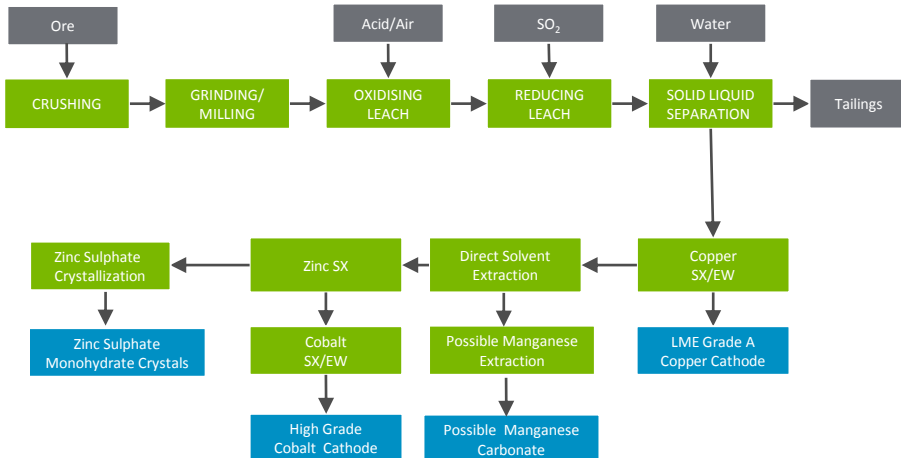 Ore
Acid/Air
SO₂
Water
CRUSHING
GRINDING/
MILLING
OXIDISING
LEACH
REDUCING
LEACH
SOLID LIQUID
SEPARATION
Tailings
Zinc Sulphate
Crystallization
Zinc SX
Direct Solvent
Extraction
Copper
SX/EW
Zinc Sulphate
Monohydrate Crystals
Cobalt
SX/EW
Possible Manganese
Extraction
LME Grade A
Copper Cathode
High Grade
Cobalt Cathode
Possible Manganese
Carbonate